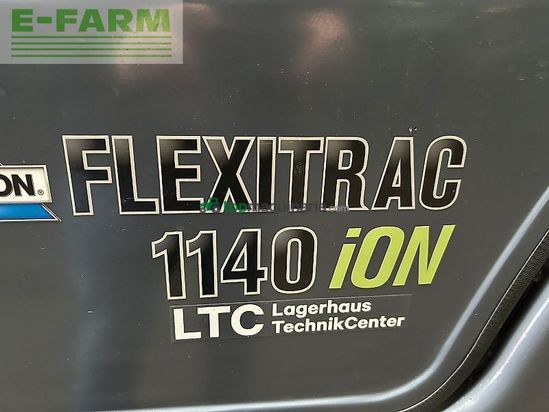 E-FARM
ON®
FLEXITRAC
1140 iON
LTC Lagerhaus
TechnikCenter